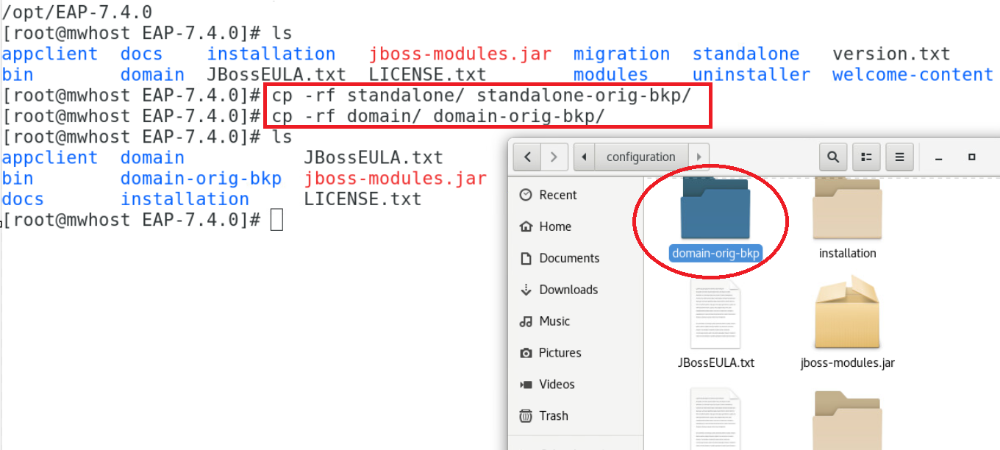 /opt/EAP-7.4.0
[root@mwhost EAP-7.4.0]# ls
appclient docs installation jboss-modules.jar migration standalone version.txt
bin domain JBossEULA.txt LICENSE.txt modules uninstaller welcome-content
[root@mwhost EAP-7.4.0]# cp -rf standalone/ standalone-orig-bkp/
[root@mwhost EAP-7.4.0]# cp -rf domain/ domain-orig-bkp/
[root@mwhost EAP-7.4.0]# ls
appclient domain JBossEULA.txt
bin domain-orig-bkp jboss-modules.jar
docs installation LICENSE.txt
[root@mwhost EAP-7.4.0]#
configuration
Recent
Home
Documents
Downloads
Music
Pictures
Videos
Trash
domain-orig-bkp
installation
JBossEULA.txt
jboss-modules.jar